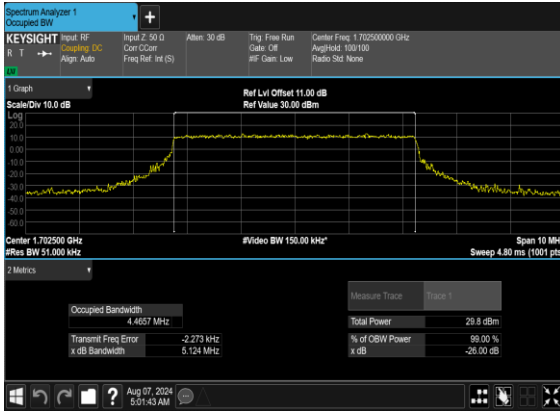 Spectrum Analyzer 1
Occupied BW
+
KEYSIGHT Input: RF Input Z: 50 Ω Atten: 30 dB Trig: Free Run Center Freq: 1.702500000 GHz
R T Coupling: DC Corr CCorr Gate: Off Avg|Hold: 100/100
Align: Auto Freq Ref: Int (S) #IF Gain: Low Radio Std: None
LXI
1 Graph
Ref Lvl Offset 11.00 dB
Scale/Div 10.0 dB Ref Value 30.00 dBm
Log
20.0
10.0
0.00
-10.0
-20.0
-30.0
-40.0
-50.0
-60.0
Center 1.702500 GHz #Video BW 150.00 kHz* Span 10 MH
#Res BW 51.000 kHz Sweep 4.80 ms (1001 pts
2 Metrics
Measure Trace Trace 1
Occupied Bandwidth
4.4657 MHz
Total Power 29.8 dBm
Transmit Freq Error -2.273 kHz % of OBW Power 99.00 %
x dB Bandwidth 5.124 MHz x dB -26.00 dB
? Aug 07, 2024
5:01:43 AM